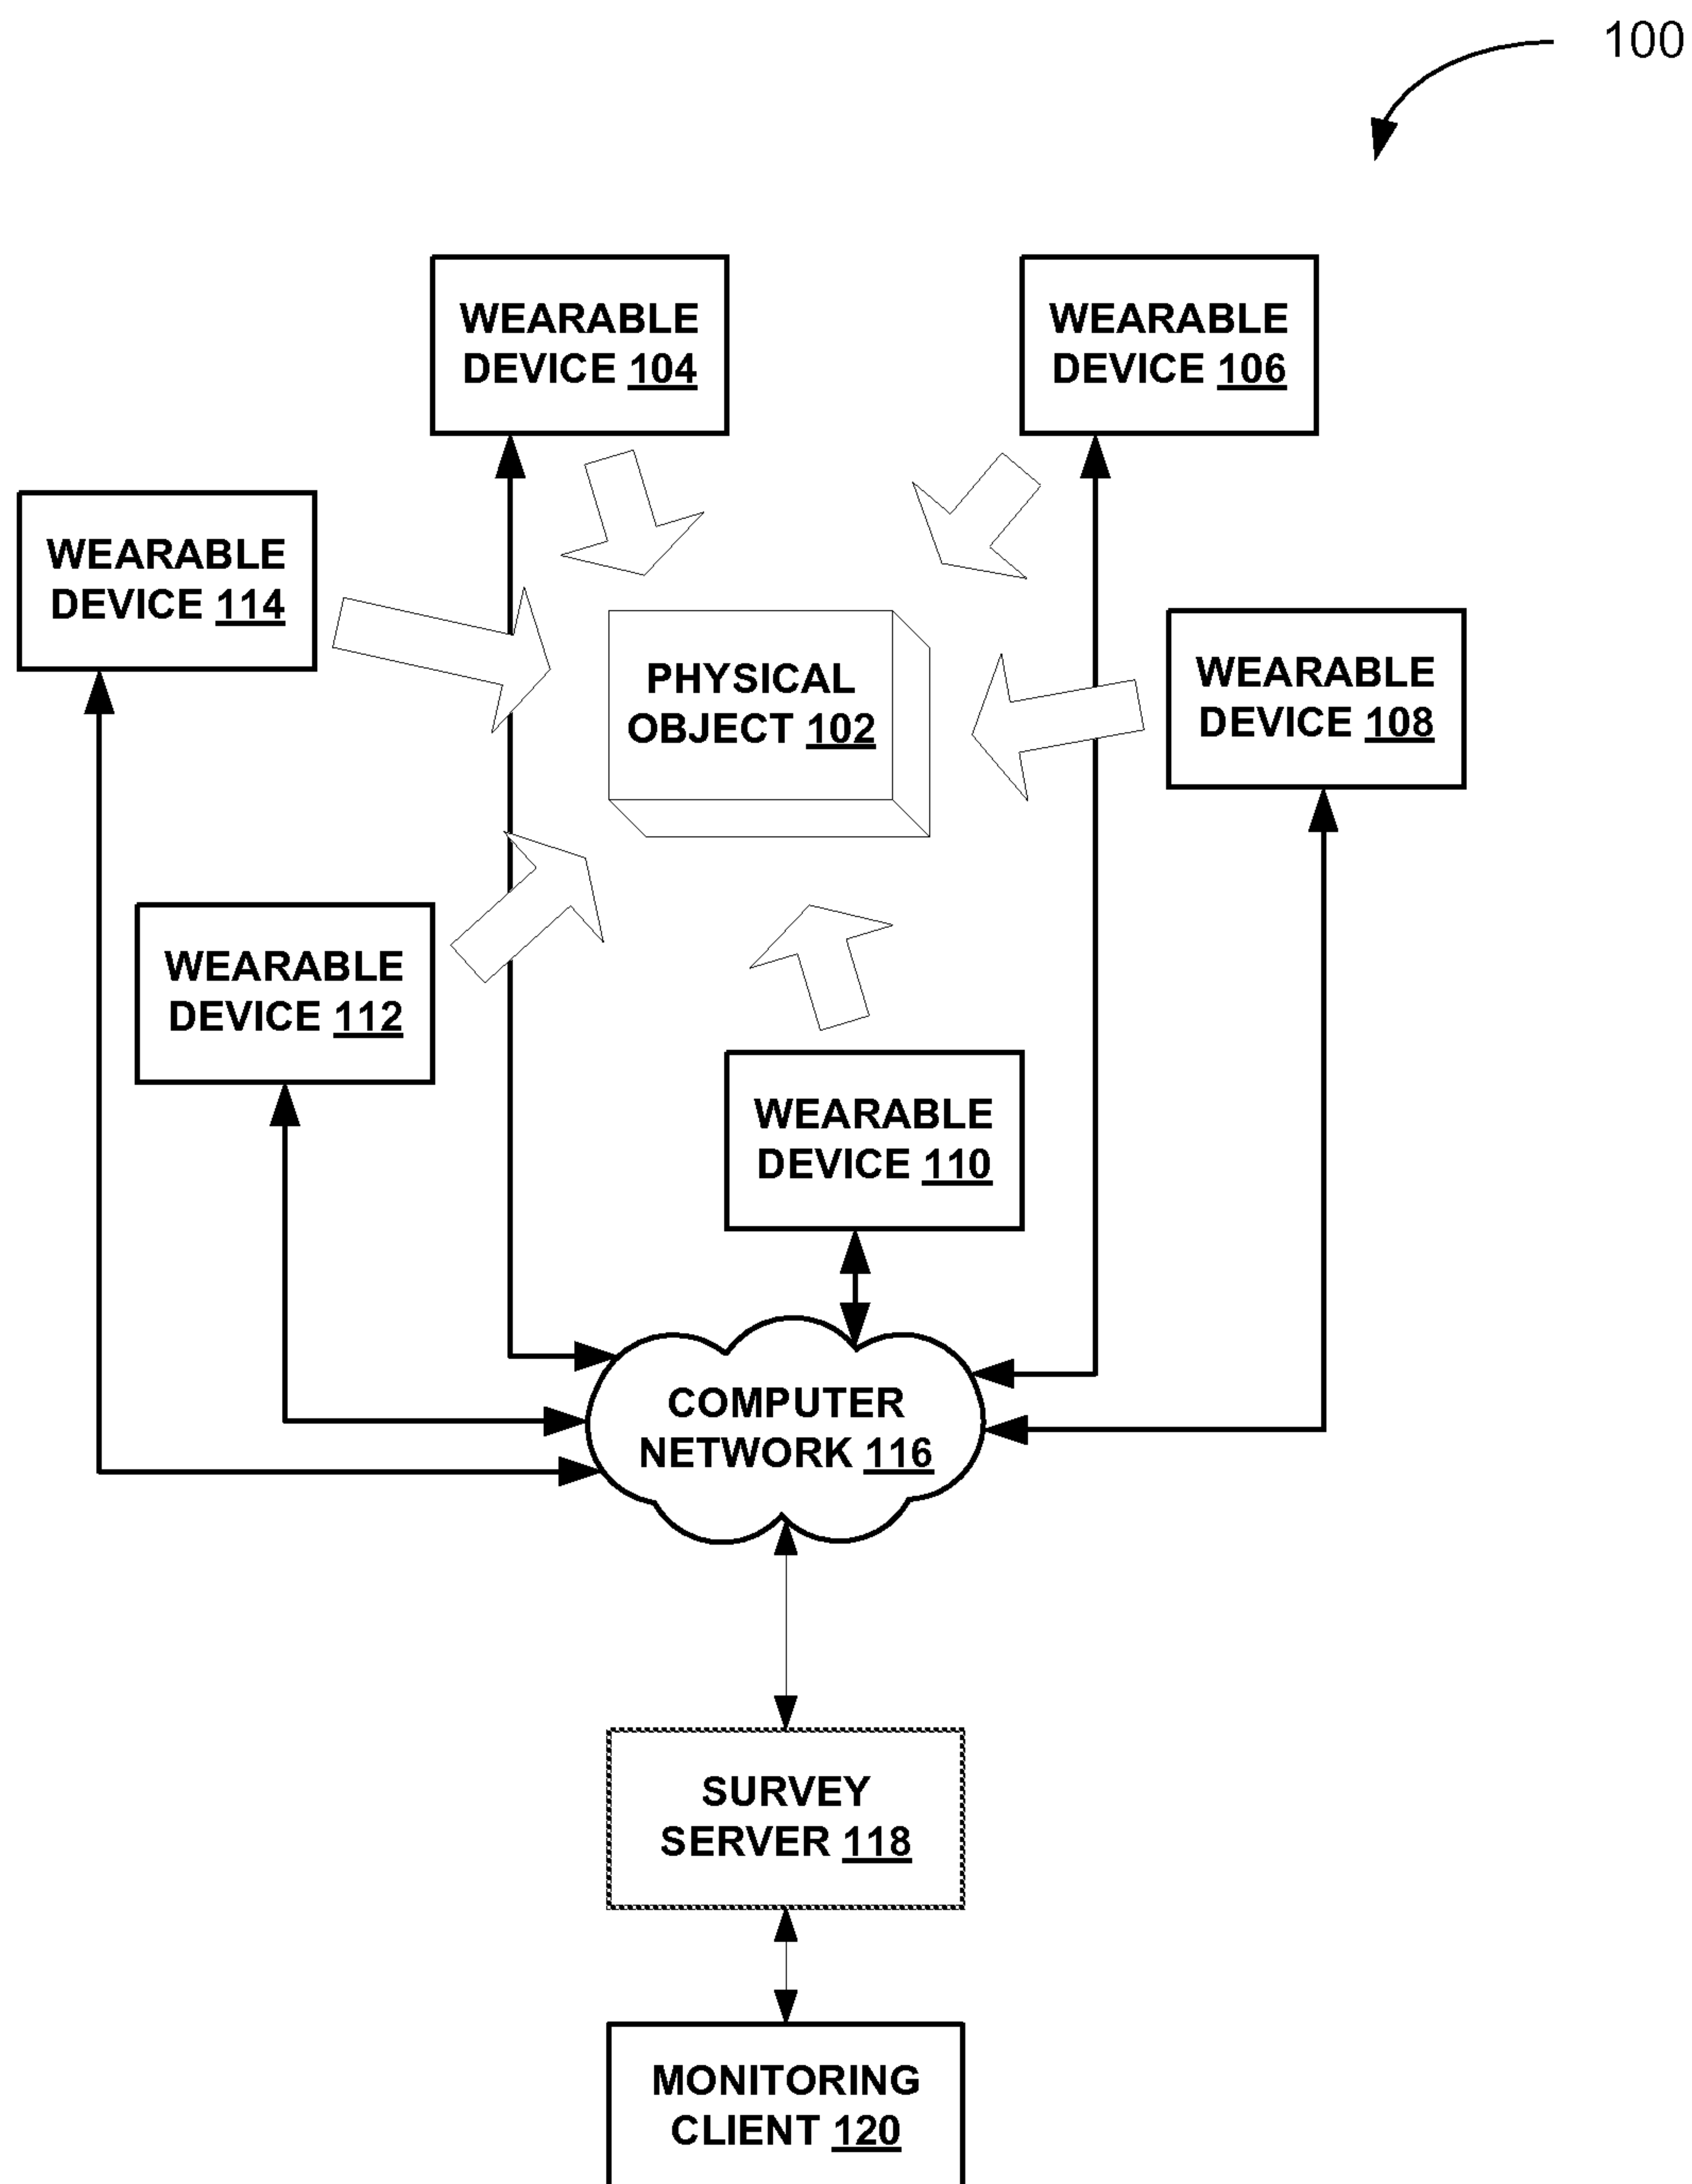 100
WEARABLE
DEVICE 104
WEARABLE
DEVICE 106
WEARABLE
DEVICE 114
PHYSICAL
OBJECT 102
WEARABLE
DEVICE 108
WEARABLE
DEVICE 112
WEARABLE
DEVICE 110
COMPUTER
NETWORK 116
SURVEY
SERVER 118
MONITORING
CLIENT 120